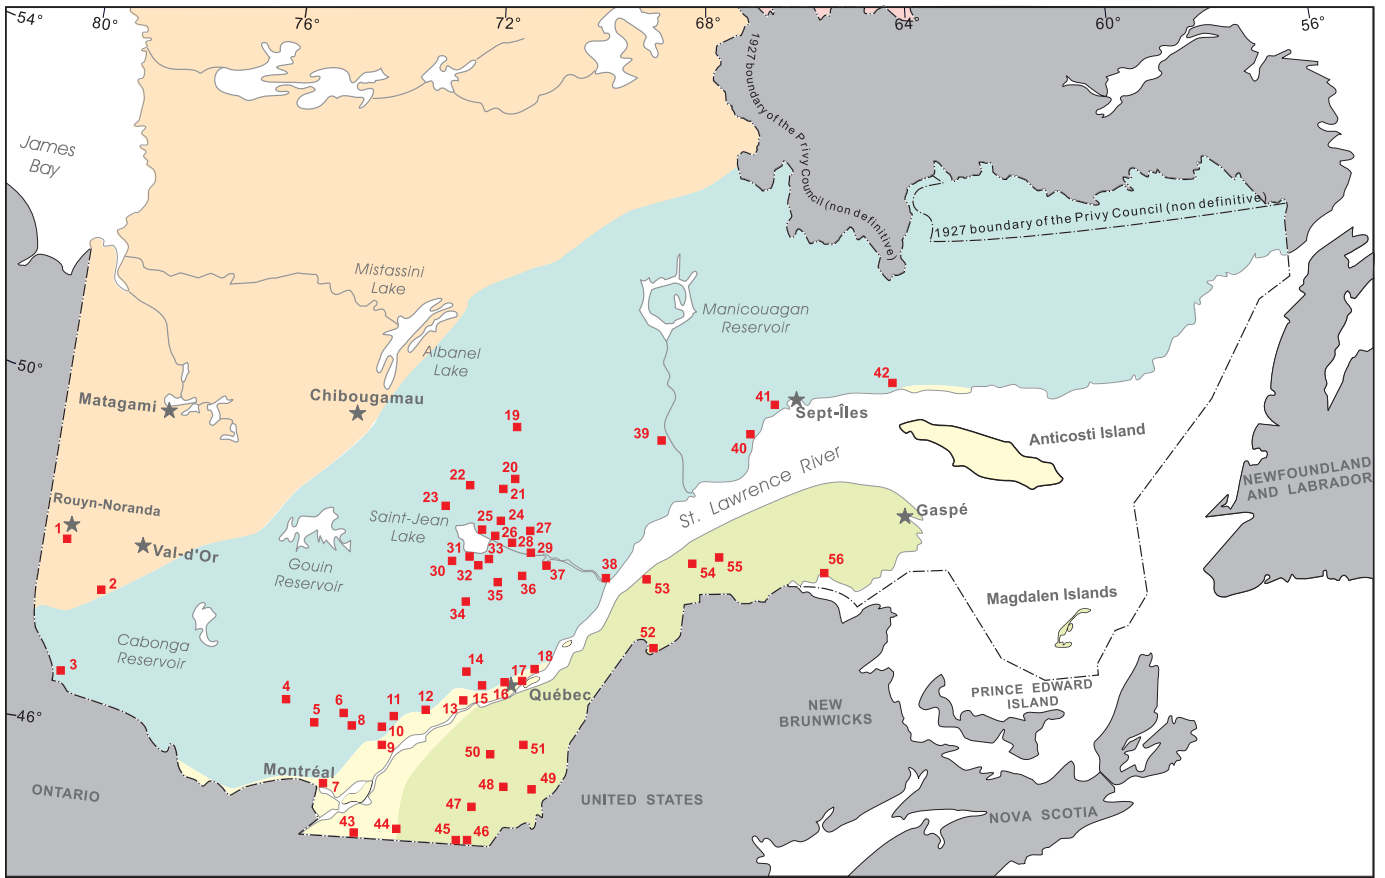 54°
80°
76°
72°
68°
64°
60°
56°
1927 boundary of the Privy Council (non definitive)
James
Bay
1927 boundary of the Privy Council (non definitive)
Mistassini
Lake
Manicouagan
Reservoir
Albanel
Lake
50°
42
Matagami
Chibougamau
41
Sept-Îles
19
39
40
Anticosti Island
St. Lawrence River
NEWFOUNDLAND
AND LABRADOR
22
20
21
23
Rouyn-Noranda
1
Saint-Jean
Lake
25
24
26
27
28
Gaspé
Val-d'Or
Gouin
Reservoir
31
33
29
30
32
37
38
54
55
56
2
35
36
53
34
Magdalen Islands
Cabonga
Reservoir
52
3
14
17
18
4
6
11
12
13
15
16
Québec
PRINCE EDWARD
ISLAND
46°
5
8
10
NEW
BRUNWICKS
9
50
51
Montréal
7
48
49
ONTARIO
UNITED STATES
47
NOVA SCOTIA
43
44
45
46